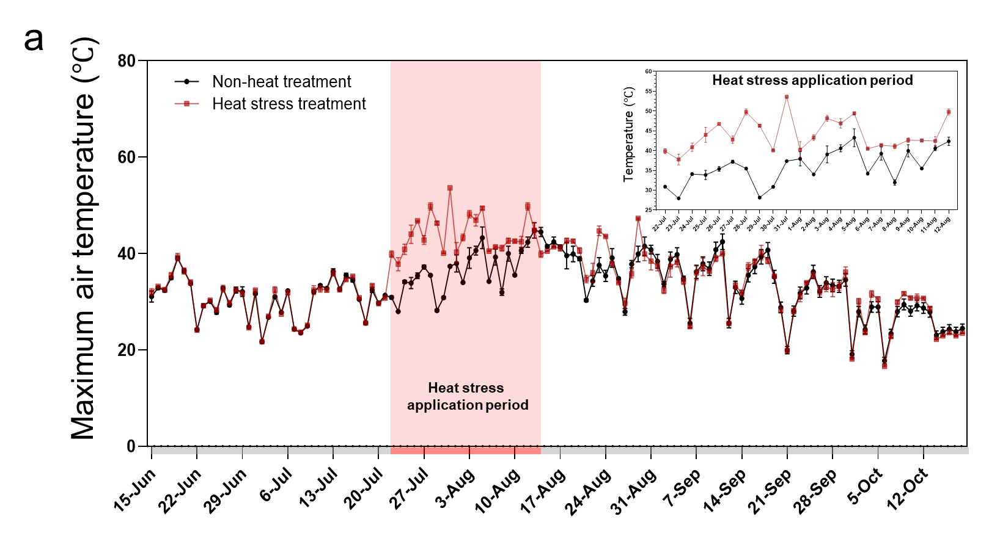 a
Maximum air temperature (°C)
80
60
40
20
0
Non-heat treatment
Heat stress treatment
Heat stress
application period
15-Jun
22-Jun
29-Jun
6-Jul
13-Jul
20-Jul
27-Jul
3-Aug
10-Aug
17-Aug
24-Aug
31-Aug
7-Sep
14-Sep
21-Sep
28-Sep
5-Oct
12-Oct
Heat stress application period
Temperature (°C)
60
55
50
45
40
35
30
25
22-Jul
23-Jul
24-Jul
25-Jul
26-Jul
27-Jul
28-Jul
29-Jul
30-Jul
31-Jul
1-Aug
2-Aug
3-Aug
4-Aug
5-Aug
6-Aug
7-Aug
8-Aug
9-Aug
10-Aug
11-Aug
12-Aug